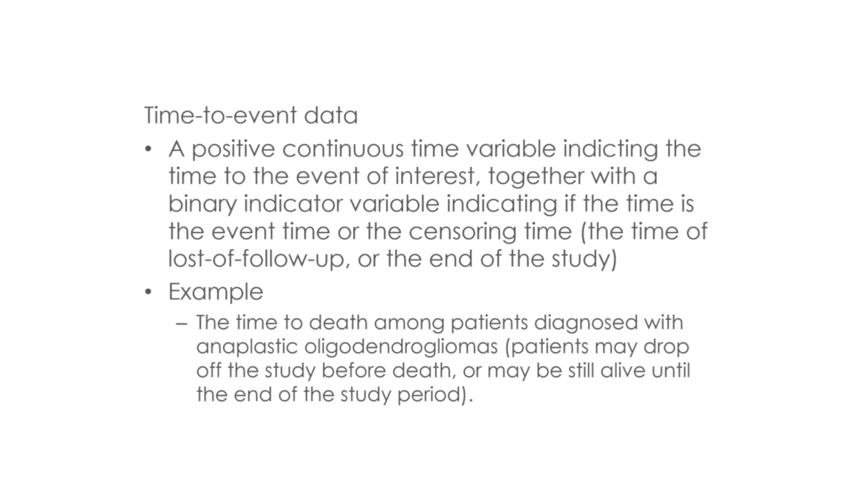 Time-to-event data
• A positive continuous time variable indicting the
time to the event of interest, together with a
binary indicator variable indicating if the time is
the event time or the censoring time (the time of
lost-of-follow-up, or the end of the study)
• Example
– The time to death among patients diagnosed with
anaplastic oligodendrogliomas (patients may drop
off the study before death, or may be still alive until
the end of the study period).